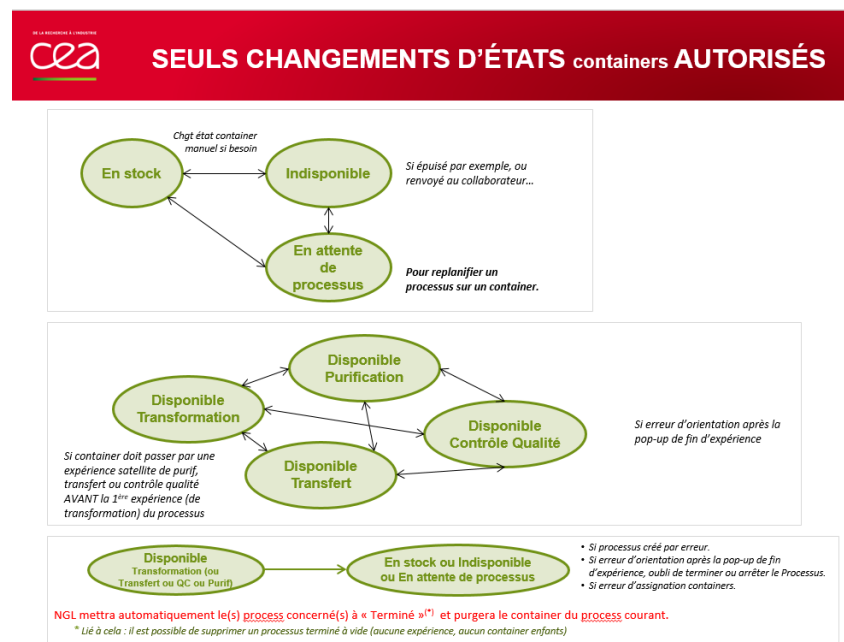 DE LA RECHERCHE À L'INDUSTRIE
cea
SEULS CHANGEMENTS D'ÉTATS containers AUTORISÉS
Chgt état container
manuel si besoin
En stock
Indisponible
Si épuisé par exemple, ou
renvoyé au collaborateur...
En attente
de
processus
Pour replanifier un
processus sur un container.
Disponible
Purification
Disponible
Transformation
Disponible
Contrôle Qualité
Si erreur d'orientation après la
pop-up de fin d'expérience
Disponible
Transfert
Si container doit passer par une
expérience satellite de purif,
transfert ou contrôle qualité
AVANT la 1ère expérience (de
transformation) du processus
Disponible
Transformation (ou
Transfert ou QC ou Purif)
En stock ou Indisponible
ou En attente de processus
• Si processus créé par erreur.
• Si erreur d'orientation après la pop-up de fin
d'expérience, oubli de terminer ou arrêter le Processus.
• Si erreur d'assignation containers.
NGL mettra automatiquement le(s) process concerné(s) à « Terminé »(*) et purgera le container du process courant.
* Lié à cela : il est possible de supprimer un processus terminé à vide (aucune expérience, aucun container enfants)